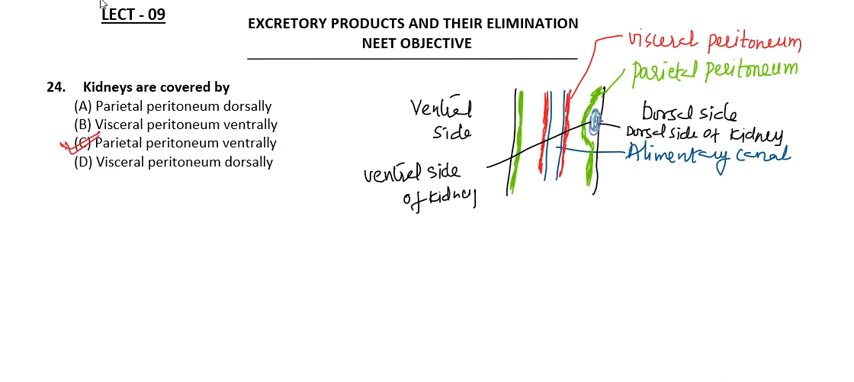 LECT - 09
EXCRETORY PRODUCTS AND THEIR ELIMINATION
NEET OBJECTIVE
24. Kidneys are covered by
(A) Parietal peritoneum dorsally
(B) Visceral peritoneum ventrally
(C) Parietal peritoneum ventrally
(D) Visceral peritoneum dorsally
visceral peritoneum
parietal peritoneum
Ventral
side
Dorsal side
Dorsal side of kidney
Alimentary canal
ventral side
of kidney